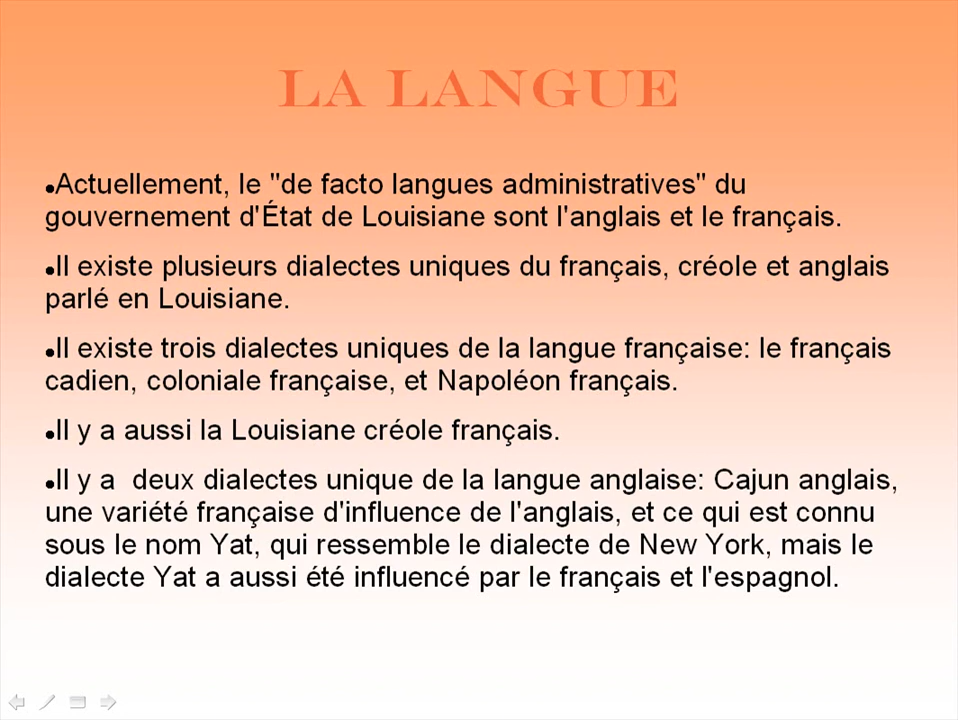 LA LANGUE
●Actuellement, le "de facto langues administratives" du
gouvernement d'État de Louisiane sont l'anglais et le français.
●Il existe plusieurs dialectes uniques du français, créole et anglais
parlé en Louisiane.
●Il existe trois dialectes uniques de la langue française: le français
cadien, coloniale française, et Napoléon français.
●Il y a aussi la Louisiane créole français.
●Il y a  deux dialectes unique de la langue anglaise: Cajun anglais,
une variété française d'influence de l'anglais, et ce qui est connu
sous le nom Yat, qui ressemble le dialecte de New York, mais le
dialecte Yat a aussi été influencé par le français et l'espagnol.